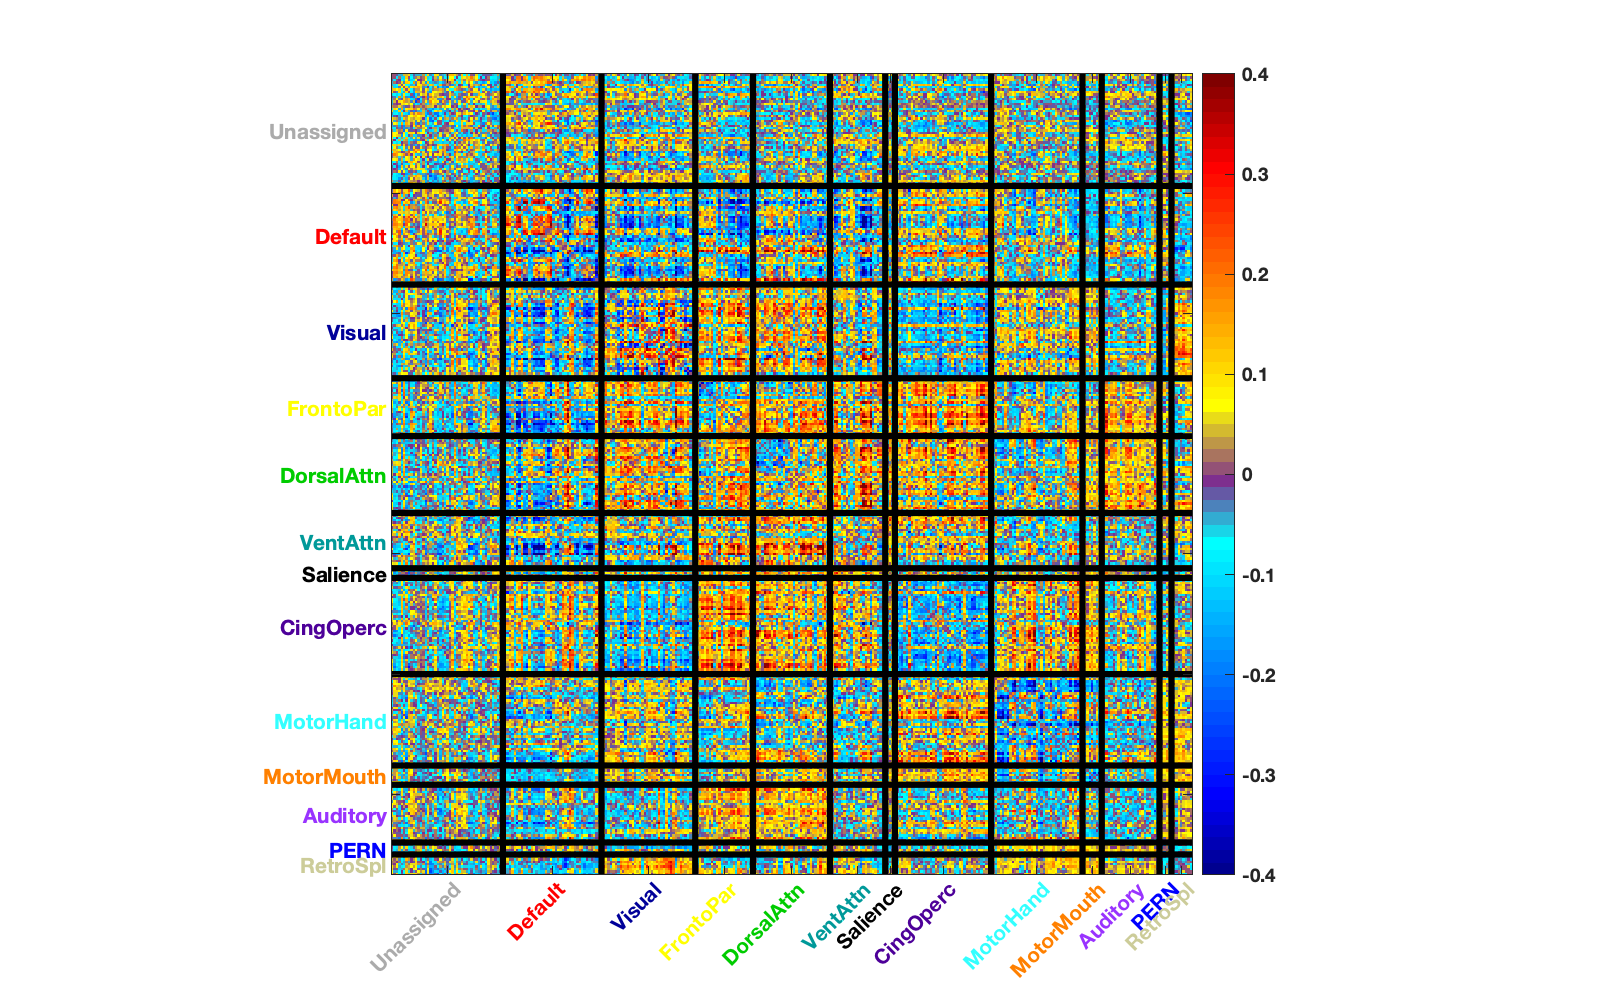 Unassigned
Default
Visual
FrontoPar
DorsalAttn
VentAttn
Salience
CingOperc
MotorHand
MotorMouth
Auditory
PERN
RetroSpl
Unassigned
Default
Visual
FrontoPar
DorsalAttn
VentAttn
Salience
CingOperc
MotorHand
MotorMouth
Auditory
PERN
RetroSpl
0.4
0.3
0.2
0.1
0
-0.1
-0.2
-0.3
-0.4